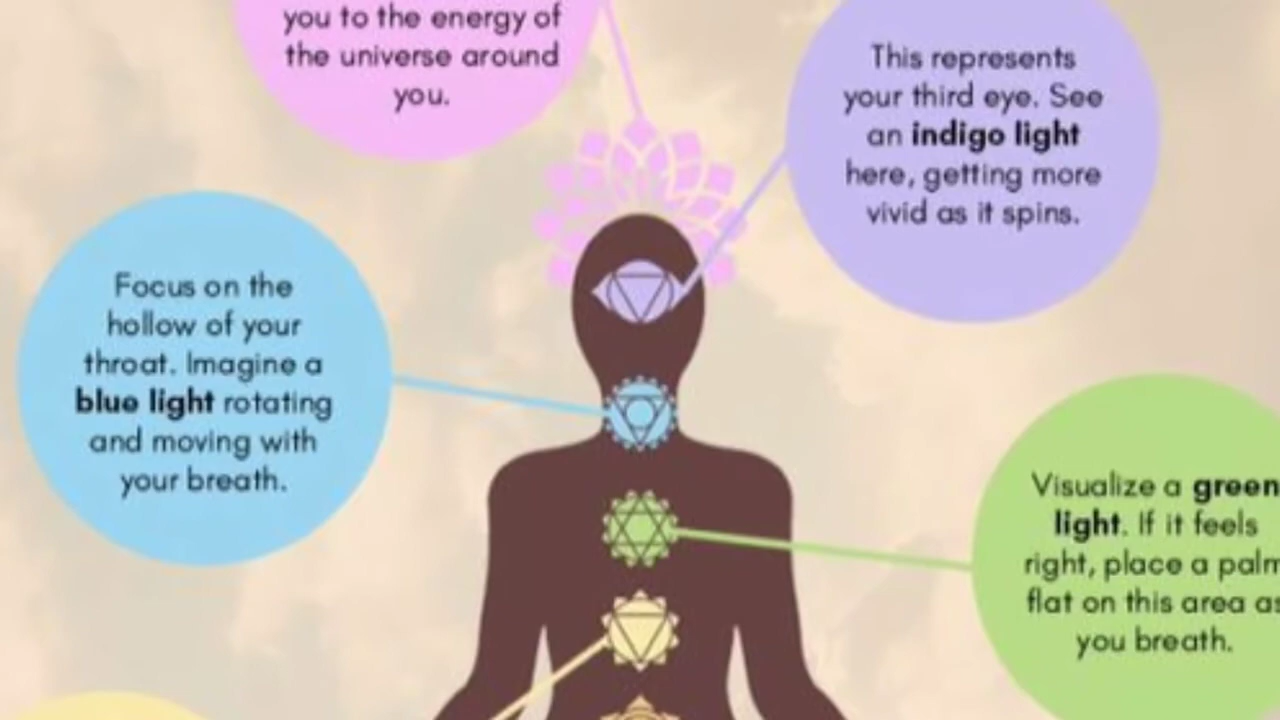 you to the energy of
the universe around
you.
This represents
your third eye. See
an indigo light
here, getting more
vivid as it spins.
Focus on the
hollow of your
throat. Imagine a
blue light rotating
and moving with
your breath.
Visualize a green
light. If it feels
right, place a palm
flat on this area as
you breath.